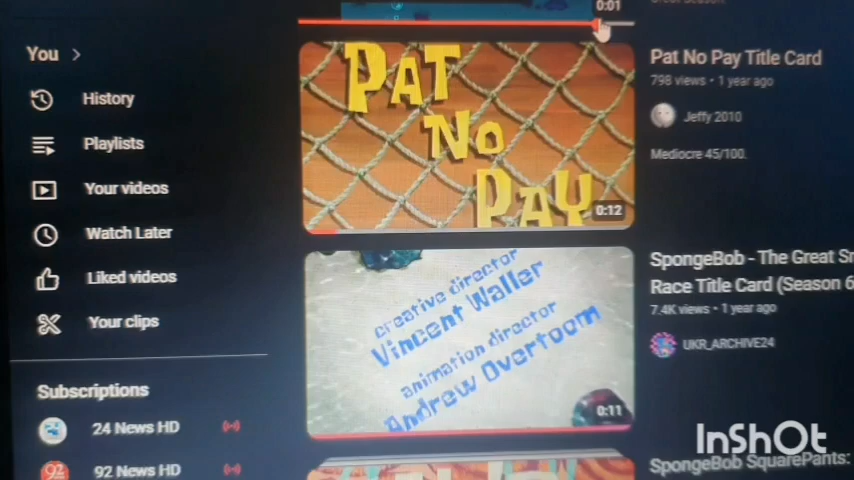 0:01
You
History
Playlists
Your videos
Watch Later
Liked videos
Your clips
Subscriptions
24 News HD
92 News HD
PAT
NO
PAY
0:12
Pat No Pay Title Card
798 views • 1 year ago
Jeffy 2010
Mediocre 45/100.
creative director
Vincent Waller
animation director
Andrew Overtoom
0:11
SpongeBob - The Great Sn
Race Title Card (Season 6
7.4K views • 1 year ago
UKR_ARCHIVE24
SpongeBob SquarePants:
InShOt